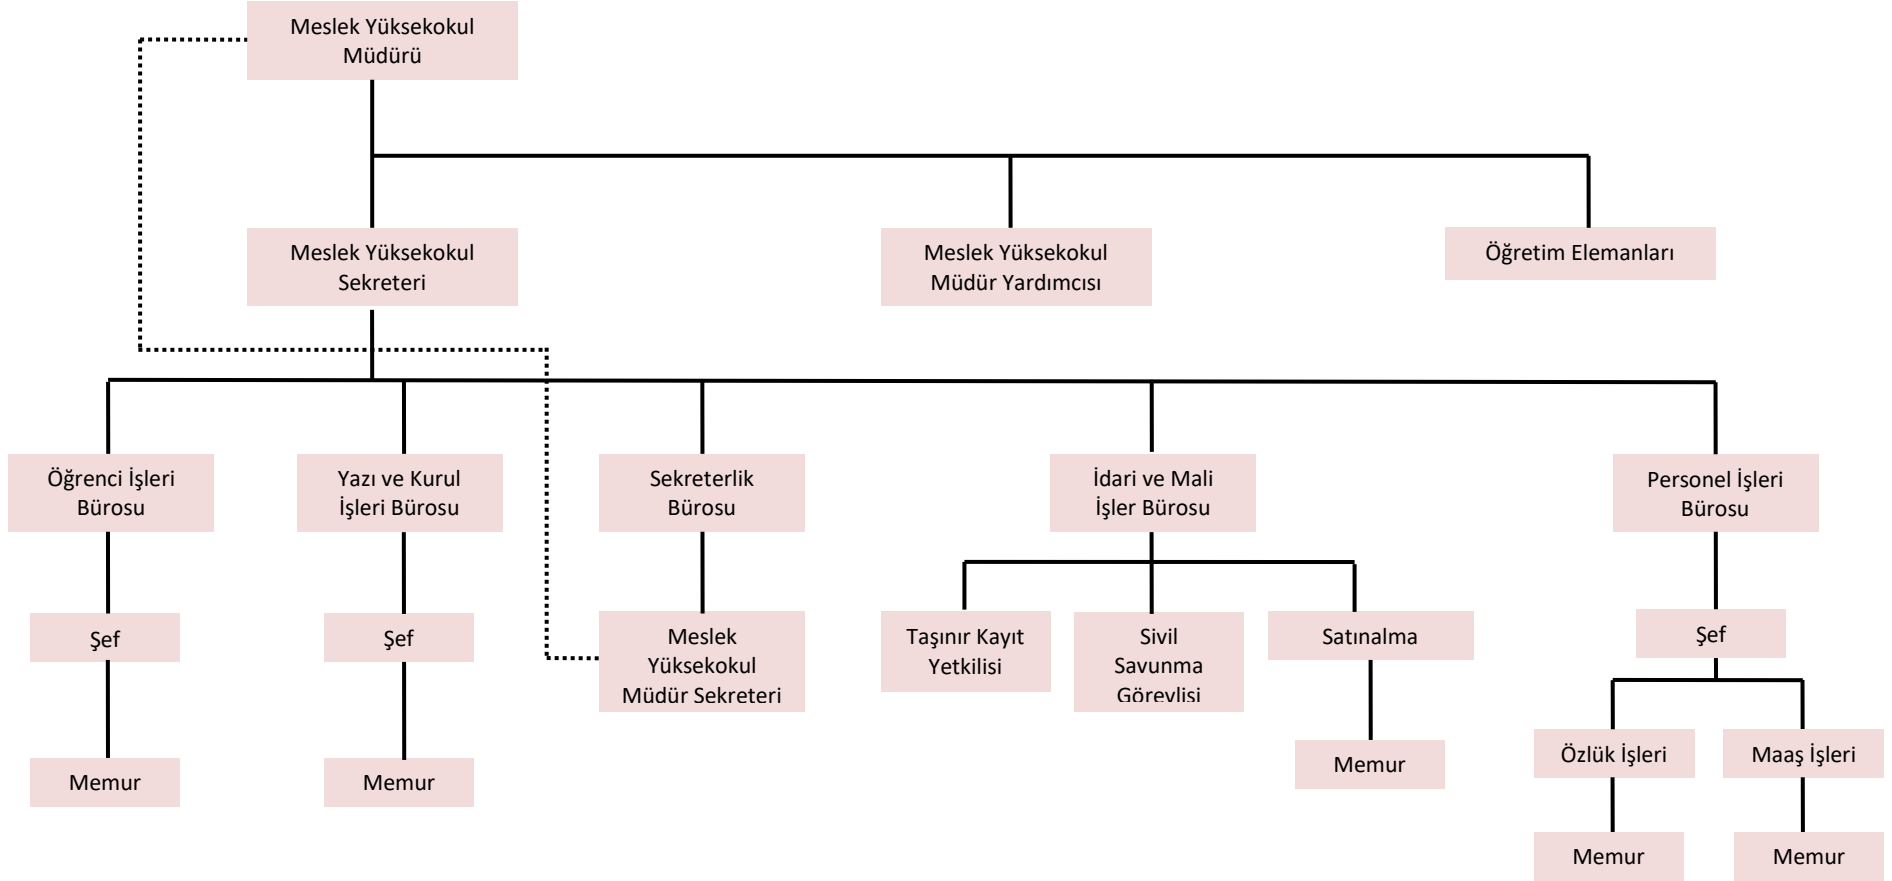 Meslek Yüksekokul
Müdürü
Meslek Yüksekokul
Sekreteri
Meslek Yüksekokul
Müdür Yardımcısı
Öğretim Elemanları
Öğrenci İşleri
Bürosu
Yazı ve Kurul
İşleri Bürosu
Sekreterlik
Bürosu
İdari ve Mali
İşler Bürosu
Personel İşleri
Bürosu
Şef
Şef
Meslek
Yüksekokul
Müdür Sekreteri
Taşınır Kayıt
Yetkilisi
Sivil
Savunma
Görevlisi
Satınalma
Şef
Memur
Memur
Memur
Özlük İşleri
Maaş İşleri
Memur
Memur